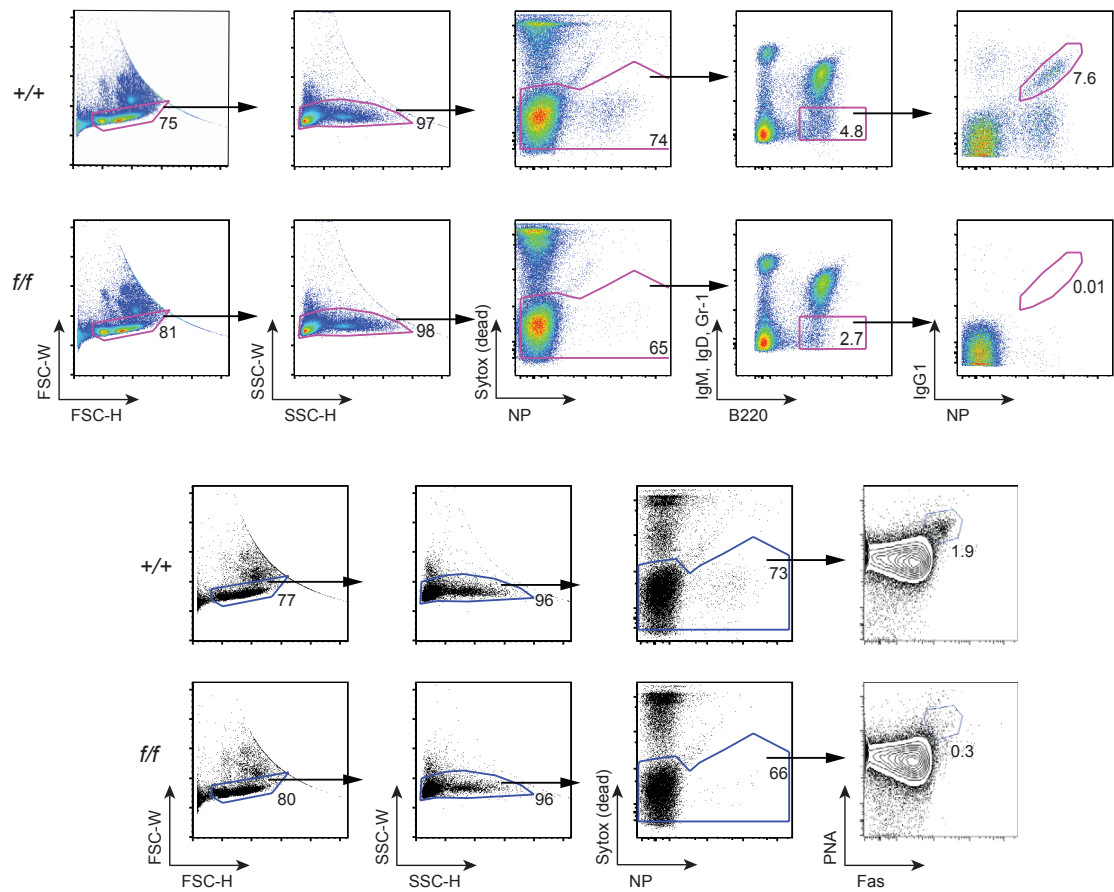 +/+
75
97
74
4.8
7.6
f/f
81
98
65
2.7
0.01
FSC-W
FSC-H
SSC-W
SSC-H
Sytox (dead)
NP
IgM, IgD, Gr-1
B220
IgG1
NP
+/+
77
96
73
1.9
f/f
80
96
66
0.3
FSC-W
FSC-H
SSC-W
SSC-H
Sytox (dead)
NP
PNA
Fas